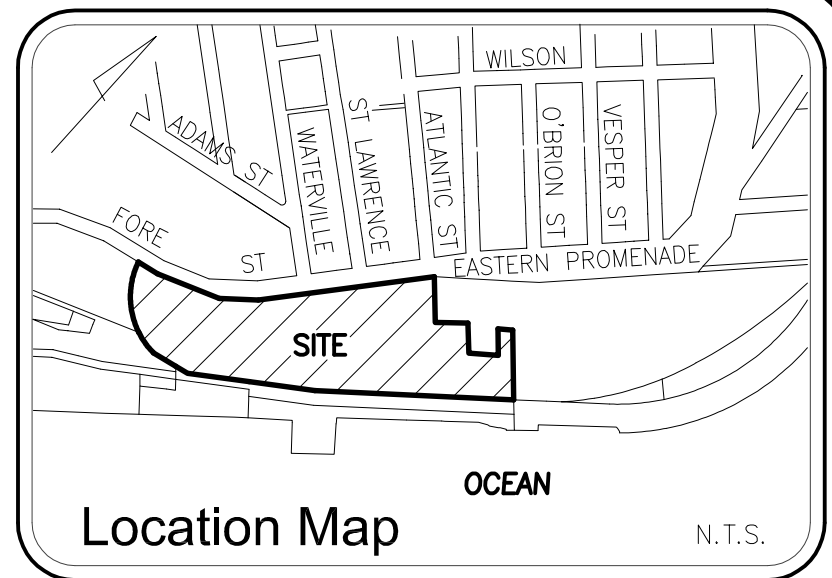 WILSON
ADAMS ST
WATERVILLE
ST LAWRENCE
ATLANTIC ST
O'BRION ST
VESPER ST
FORE ST
EASTERN PROMENADE
SITE
OCEAN
Location Map
N.T.S.